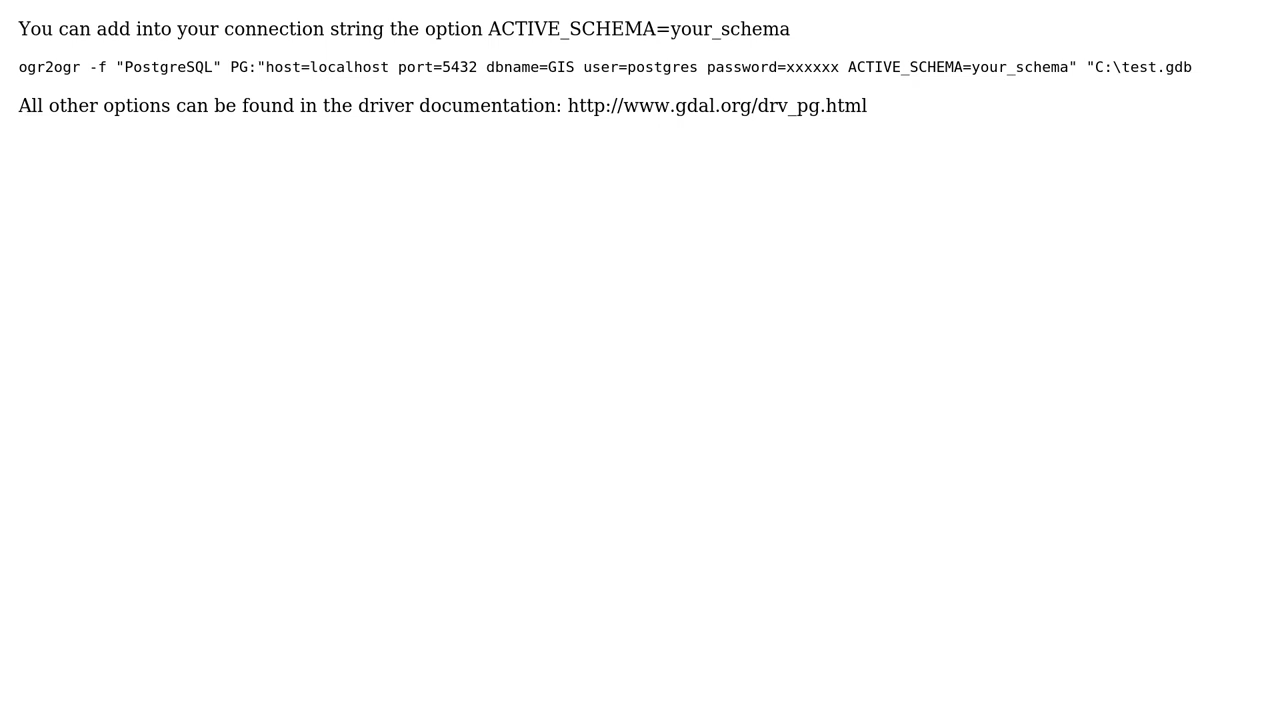 You can add into your connection string the option ACTIVE_SCHEMA=your_schema
ogr2ogr -f "PostgreSQL" PG:"host=localhost port=5432 dbname=GIS user=postgres password=xxxxxx ACTIVE_SCHEMA=your_schema" "C:\test.gdb
All other options can be found in the driver documentation: http://www.gdal.org/drv_pg.html